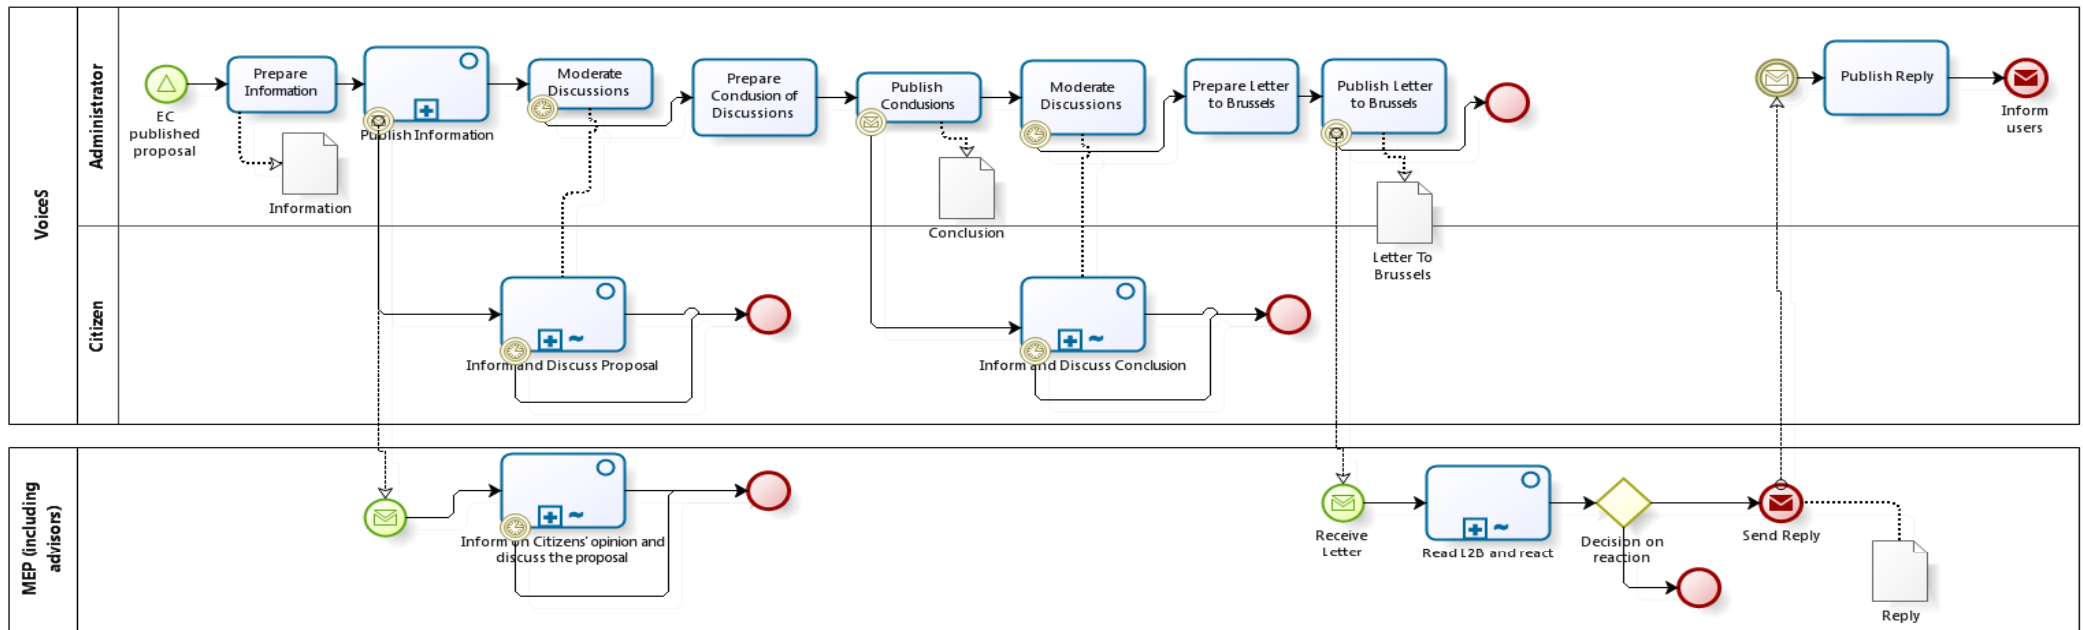 VoiceS
Administrator
EC
published
proposal
Prepare
Information
Information
Publish Information
Moderate
Discussions
Prepare
Condusion of
Discussions
Publish
Condusions
Conclusion
Moderate
Discussions
Prepare Letter
to Brussels
Publish Letter
to Brussels
Letter To
Brussels
Publish Reply
Inform
users
Citizen
Inform and Discuss Proposal
Inform and Discuss Conclusion
MEP (including
advisors)
Inform on Citizens' opinion and
discuss the proposal
Receive
Letter
Read L2B and react
Decision on
reaction
Send Reply
Reply